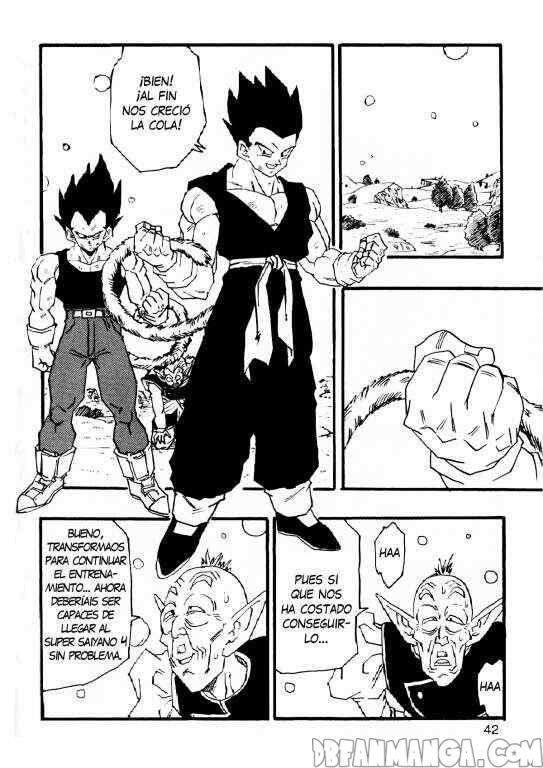 ¡BIEN!
¡AL FIN
NOS CRECIÓ
LA COLA!
BUENO,
TRANSFORMAOS
PARA CONTINUAR
EL ENTRENA-
MIENTO... AHORA
DEBERÍAIS SER
CAPACES DE
LLEGAR AL
SUPER SAIYANO 4
SIN PROBLEMA.
PUES SI
QUE NOS
HA COSTADO
CONSEGUIR-
LO...
HAA
HAA
42
DBFANMANGA.COM